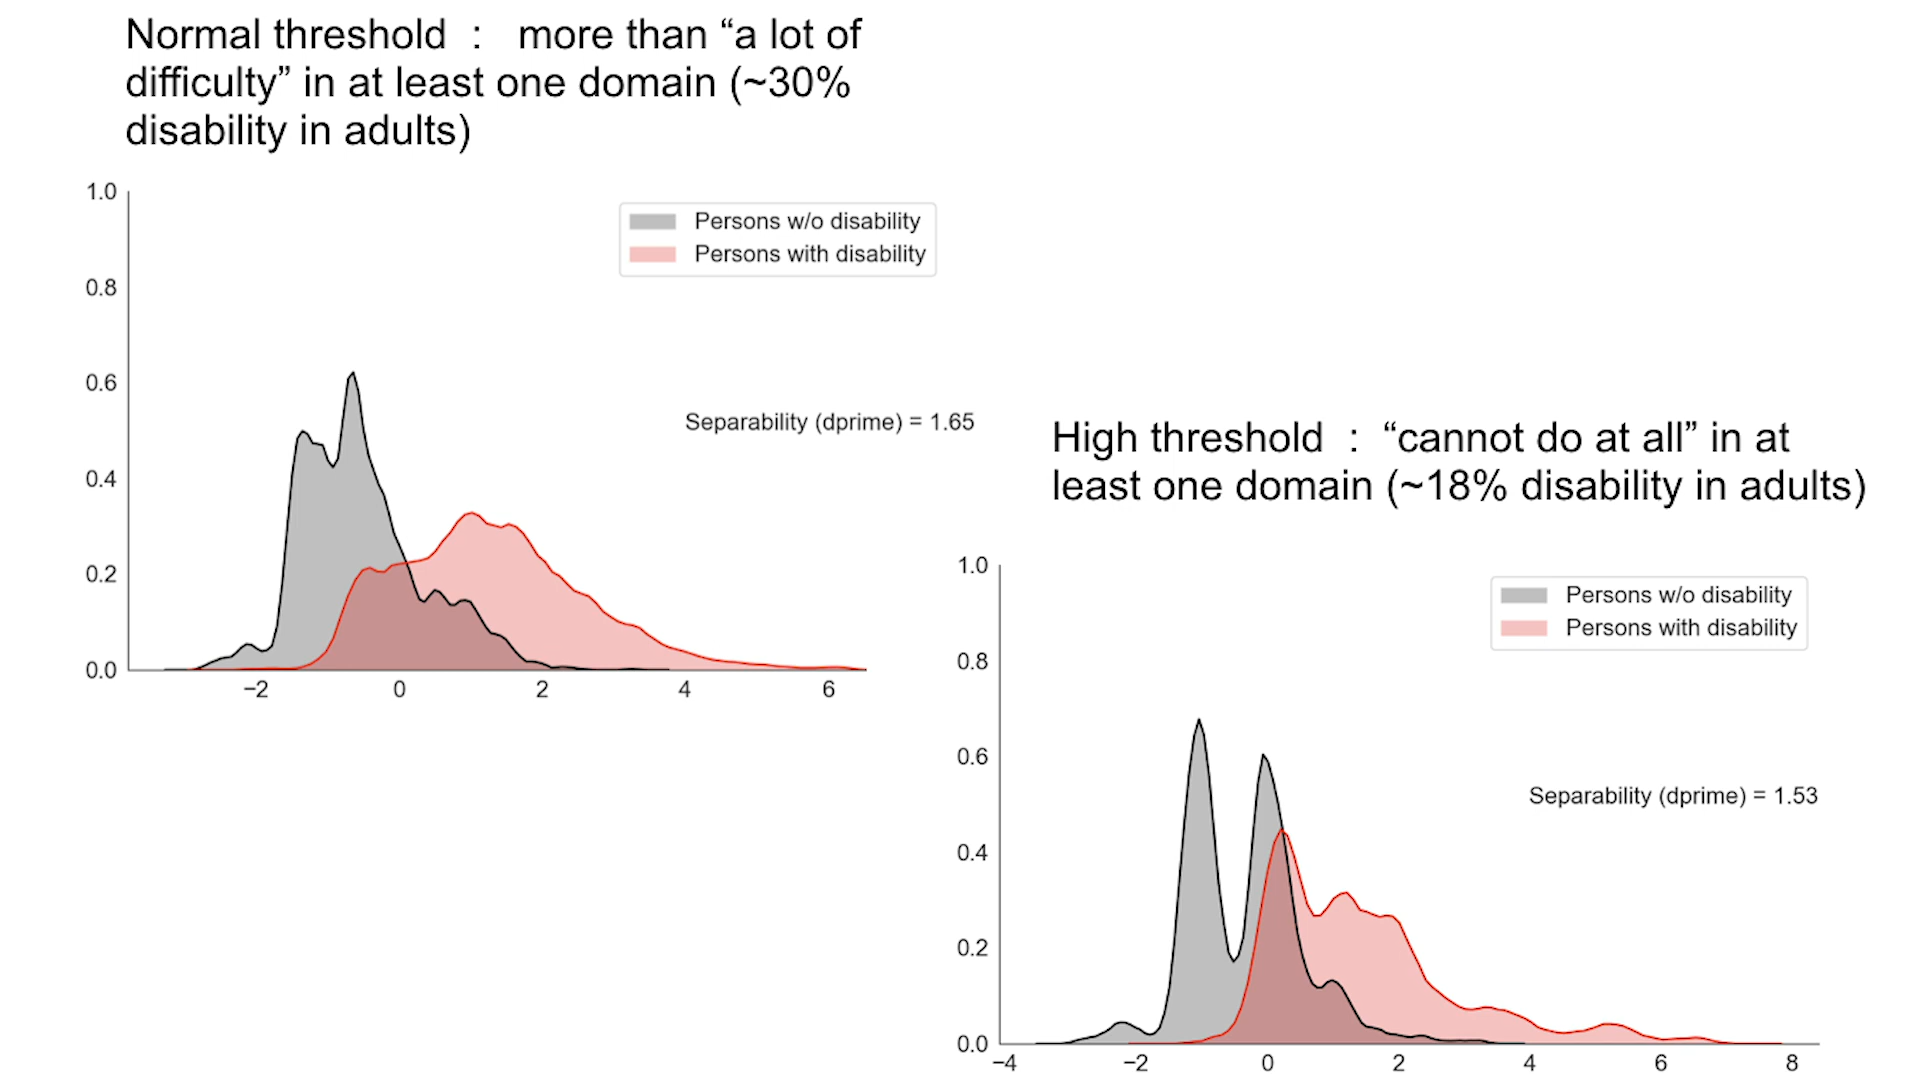 Normal threshold : more than “a lot of
difficulty” in at least one domain (~30%
disability in adults)
1.0
0.8
0.6
0.4
0.2
0.0
−2
0
2
4
6
Persons w/o disability
Persons with disability
Separability (dprime) = 1.65
High threshold : “cannot do at all” in at
least one domain (~18% disability in adults)
1.0
0.8
0.6
0.4
0.2
0.0
−4
−2
0
2
4
6
8
Persons w/o disability
Persons with disability
Separability (dprime) = 1.53